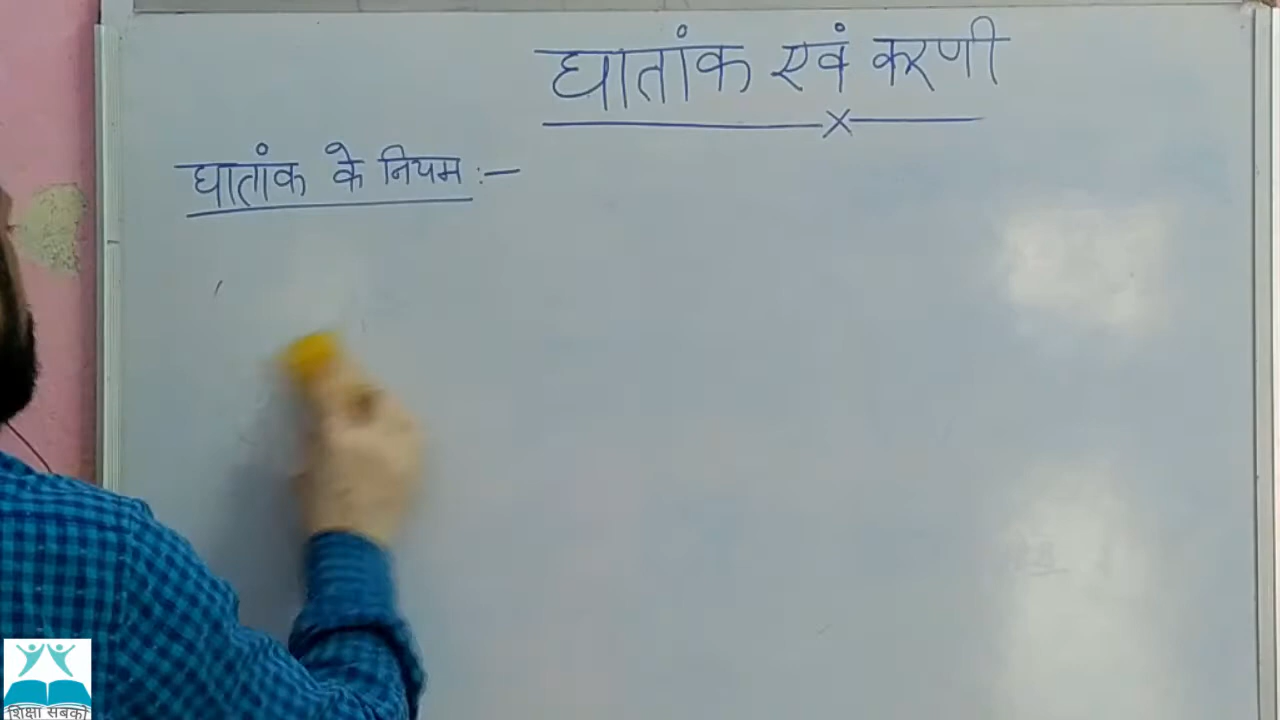 घातांक एवं करणी
घातांक के नियम :-
शिक्षा सबको